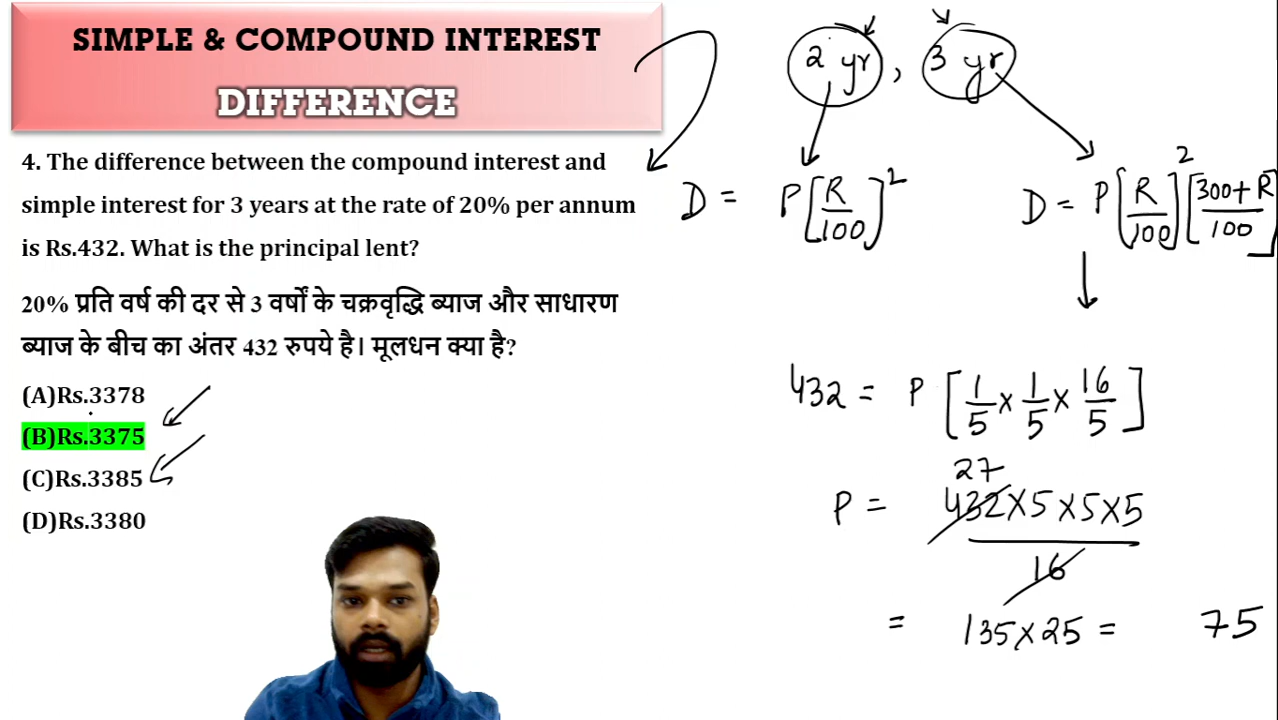 SIMPLE & COMPOUND INTEREST
DIFFERENCE
4. The difference between the compound interest and
simple interest for 3 years at the rate of 20% per annum
is Rs.432. What is the principal lent?
20% प्रति वर्ष की दर से 3 वर्षों के चक्रवृद्धि ब्याज और साधारण
ब्याज के बीच का अंतर 432 रुपये है। मूलधन क्या है?
(A)Rs.3378
(B)Rs.3375
(C)Rs.3385
(D)Rs.3380
2 yr, 3 yr
D = P[R/100]²
D = P[R/100]²[300+R/100]
432 = P[1/5×1/5×16/5]
27
P = 432×5×5×5
16
= 135×25 = 75